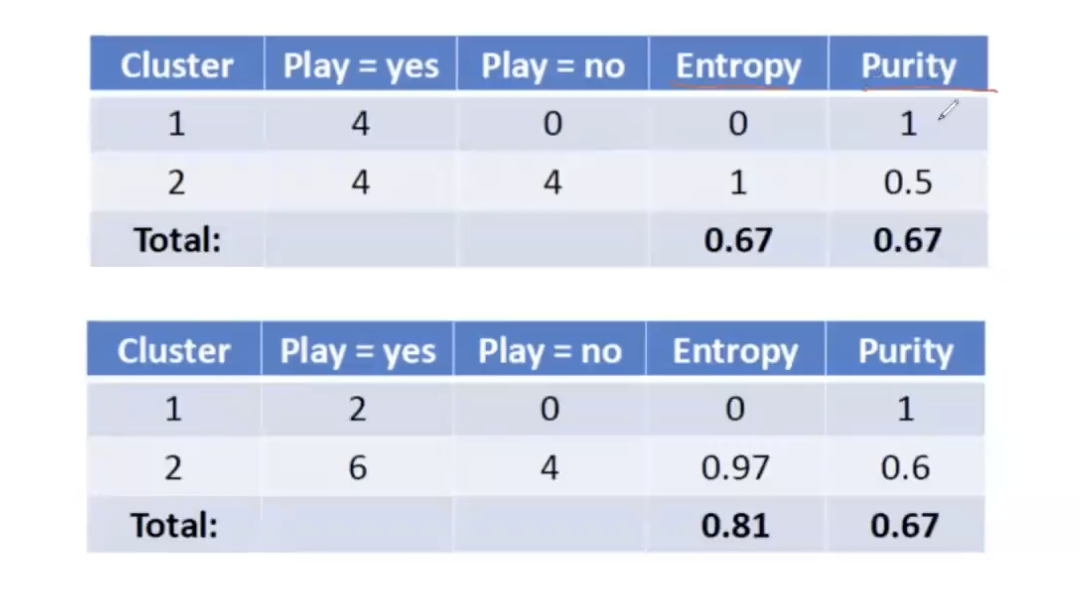 Cluster Play = yes Play = no Entropy Purity
1 4 0 0 1
2 4 4 1 0.5
Total: 0.67 0.67
Cluster Play = yes Play = no Entropy Purity
1 2 0 0 1
2 6 4 0.97 0.6
Total: 0.81 0.67